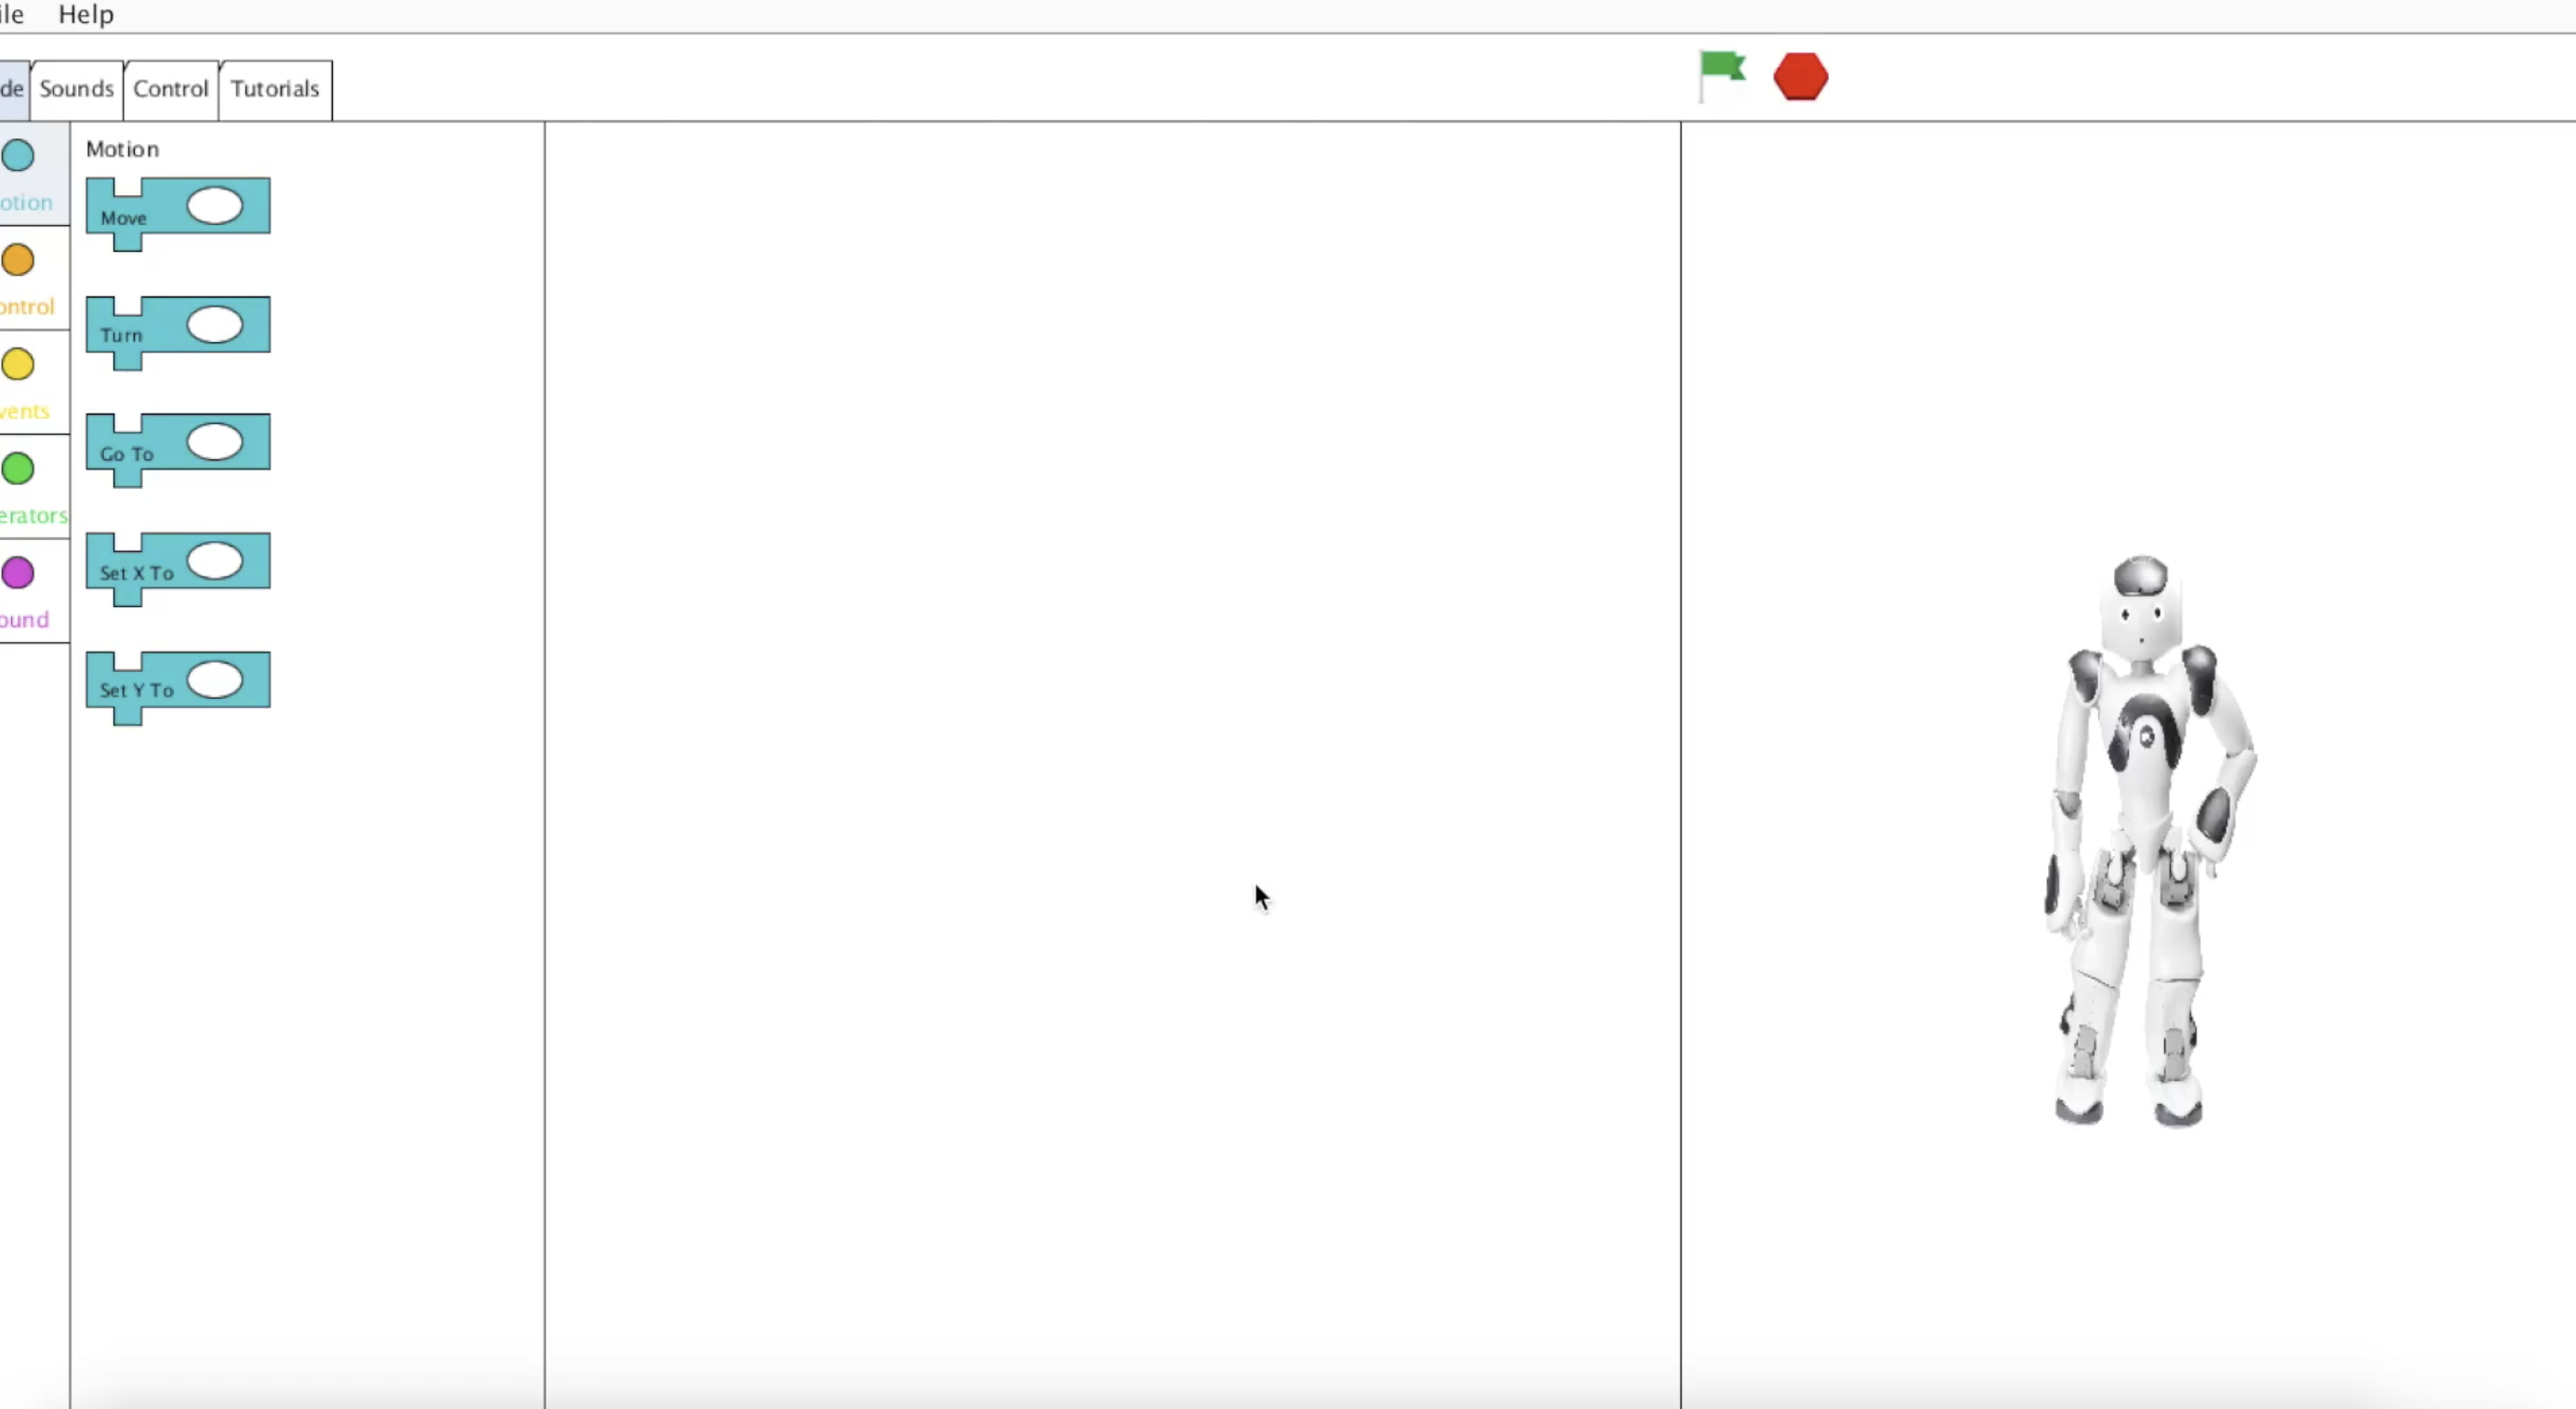 ile Help
de Sounds Control Tutorials
Motion
otion
Move
ontrol
Turn
vents
Go To
erators
Set X To
ound
Set Y To